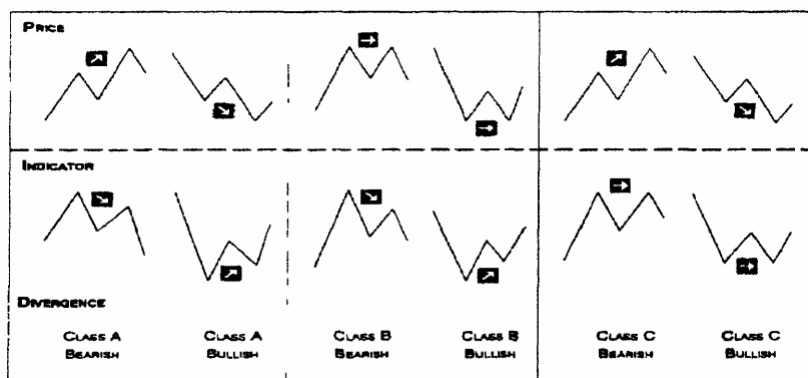 PRICE
INDICATOR
DIVERGENCE
CLASS A
BEARISH
CLASS A
BULLISH
CLASS B
BEARISH
CLASS B
BULLISH
CLASS C
BEARISH
CLASS C
BULLISH